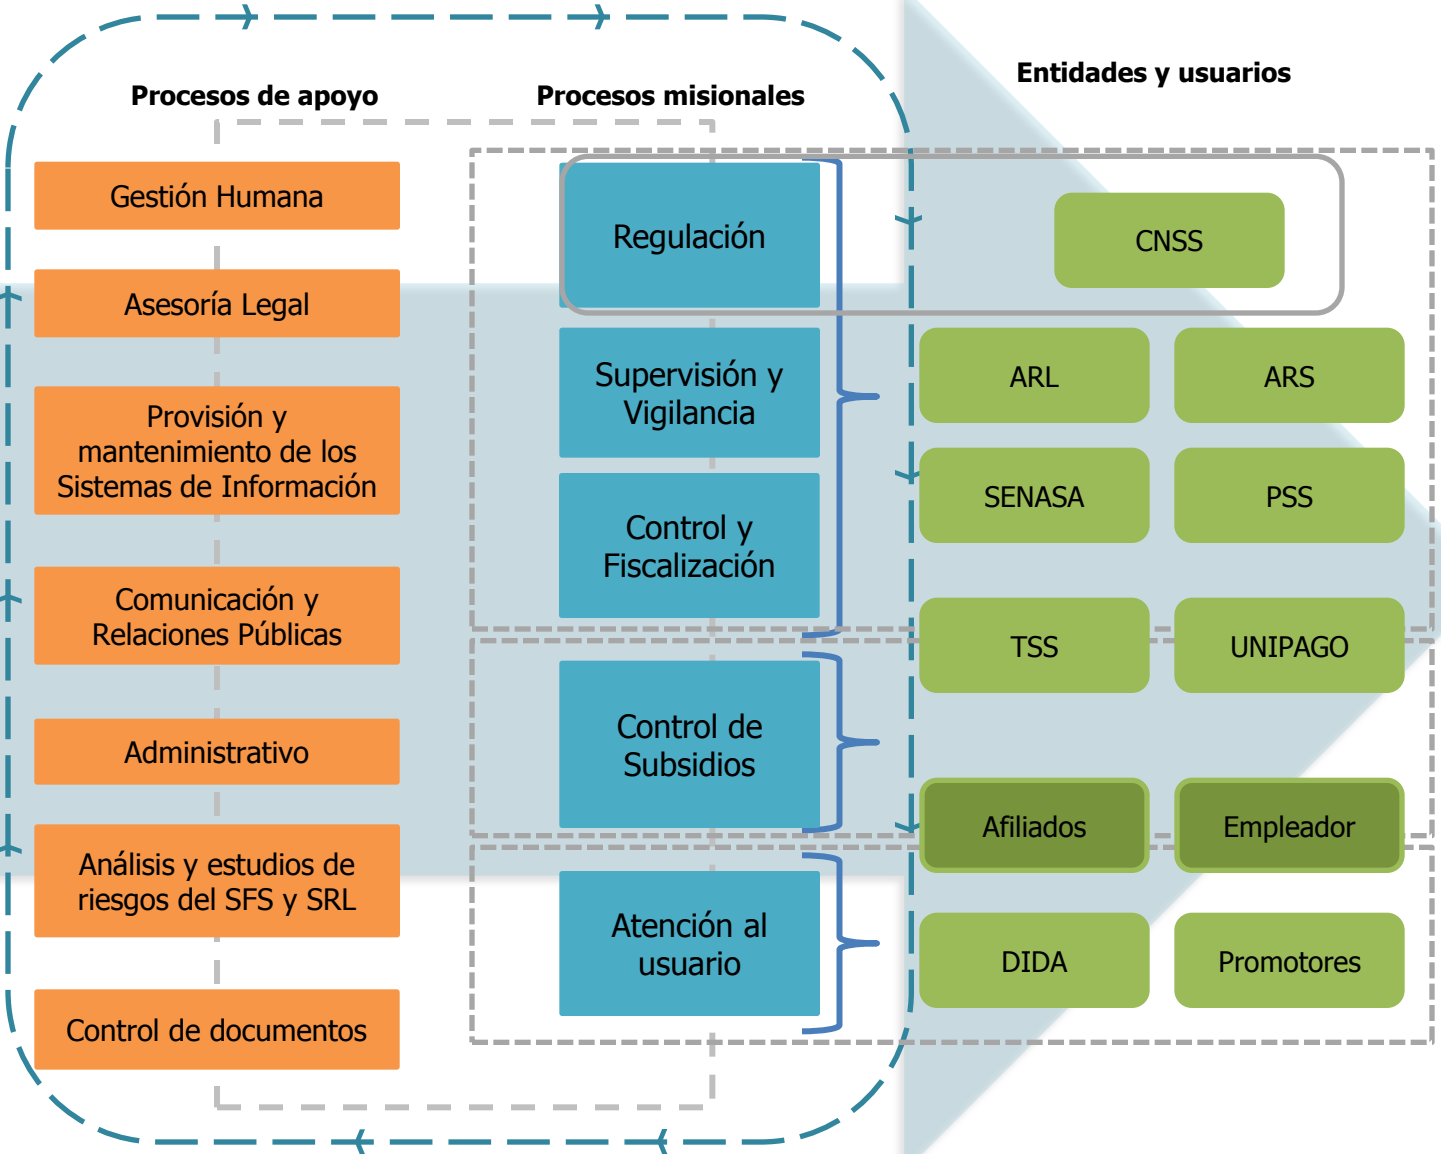 Procesos de apoyo
Gestión Humana
Asesoría Legal
Provisión y
mantenimiento de los
Sistemas de Información
Comunicación y
Relaciones Públicas
Administrativo
Análisis y estudios de
riesgos del SFS y SRL
Control de documentos
Procesos misionales
Regulación
Supervisión y
Vigilancia
Control y
Fiscalización
Control de
Subsidios
Atención al
usuario
Entidades y usuarios
CNSS
ARL
ARS
SENASA
PSS
TSS
UNIPAGO
Afiliados
Empleador
DIDA
Promotores